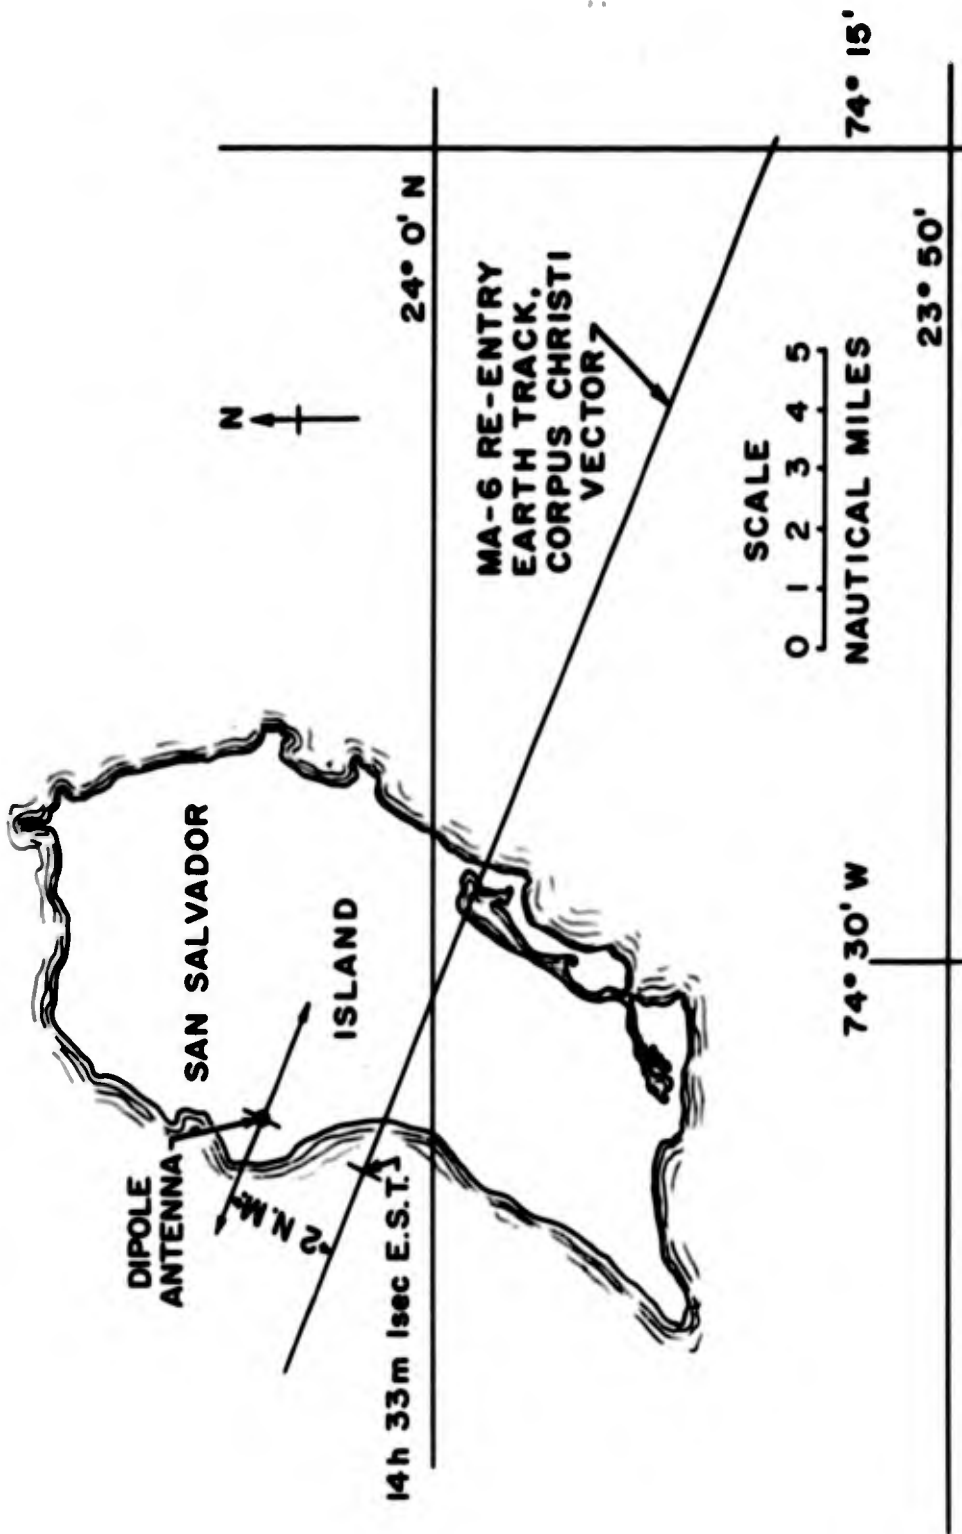 SAN SALVADOR
ISLAND
DIPOLE
ANTENNA
2 N. Mi.
14h 33m 1sec E.S.T.
N
24° 0' N
MA-6 RE-ENTRY
EARTH TRACK,
CORPUS CHRISTI
VECTOR
SCALE
0 1 2 3 4 5
NAUTICAL MILES
74° 30' W
74° 15'
23° 50'